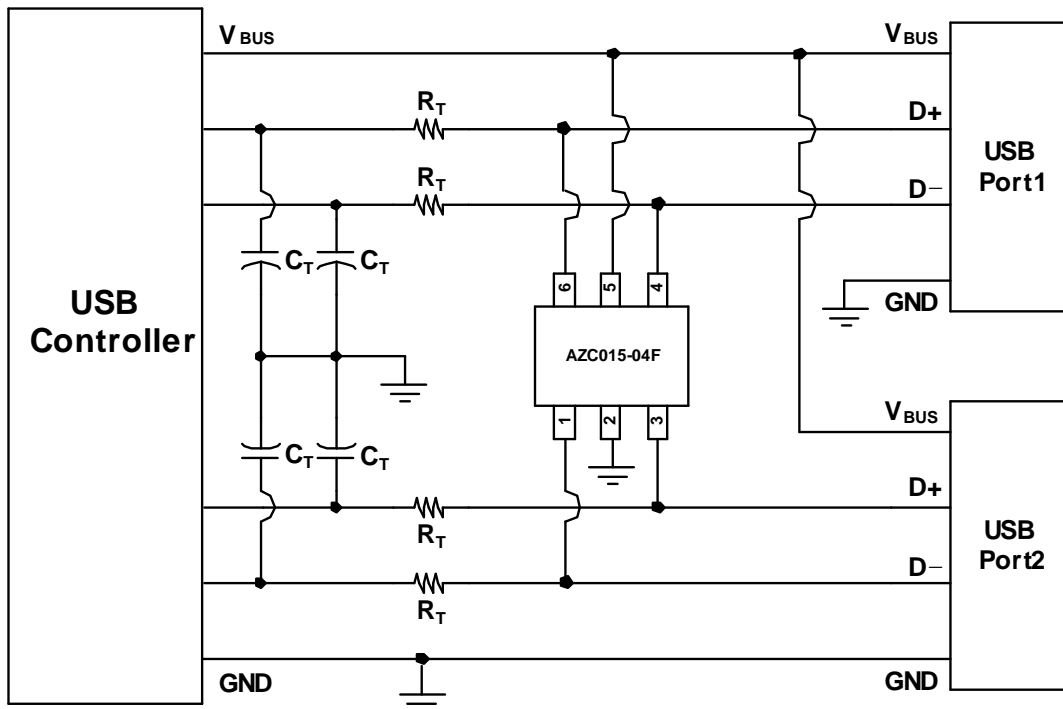 V BUS
V BUS
R T
D+
R T
D–
USB
Port1
C T
C T
6
5
4
GND
USB
Controller
AZC015-04F
V BUS
1
2
3
C T
C T
D+
R T
USB
Port2
D–
R T
GND
GND